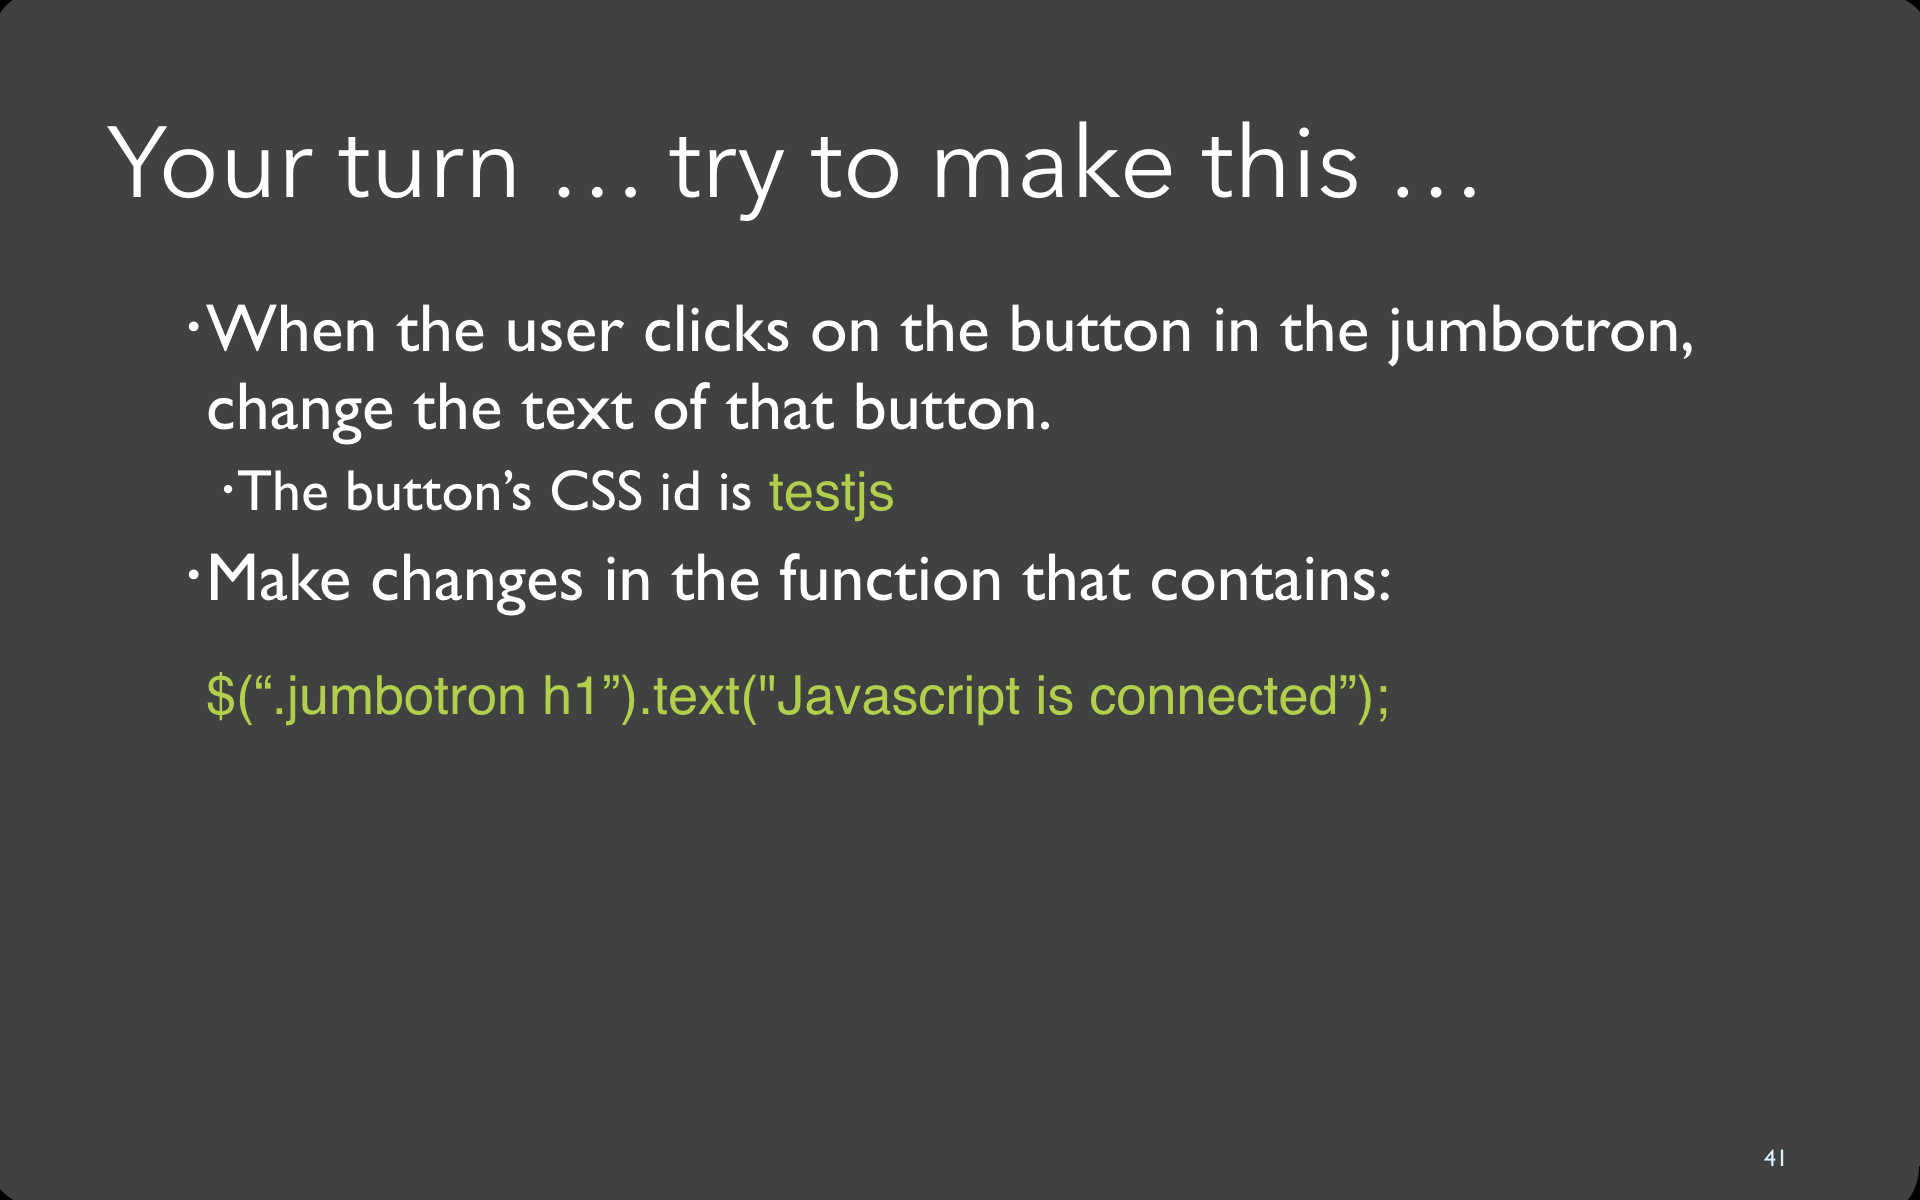 Your turn … try to make this …
•When the user clicks on the button in the jumbotron,
change the text of that button.
•The button’s CSS id is testjs
•Make changes in the function that contains:
$(“.jumbotron h1”).text("Javascript is connected”);
41